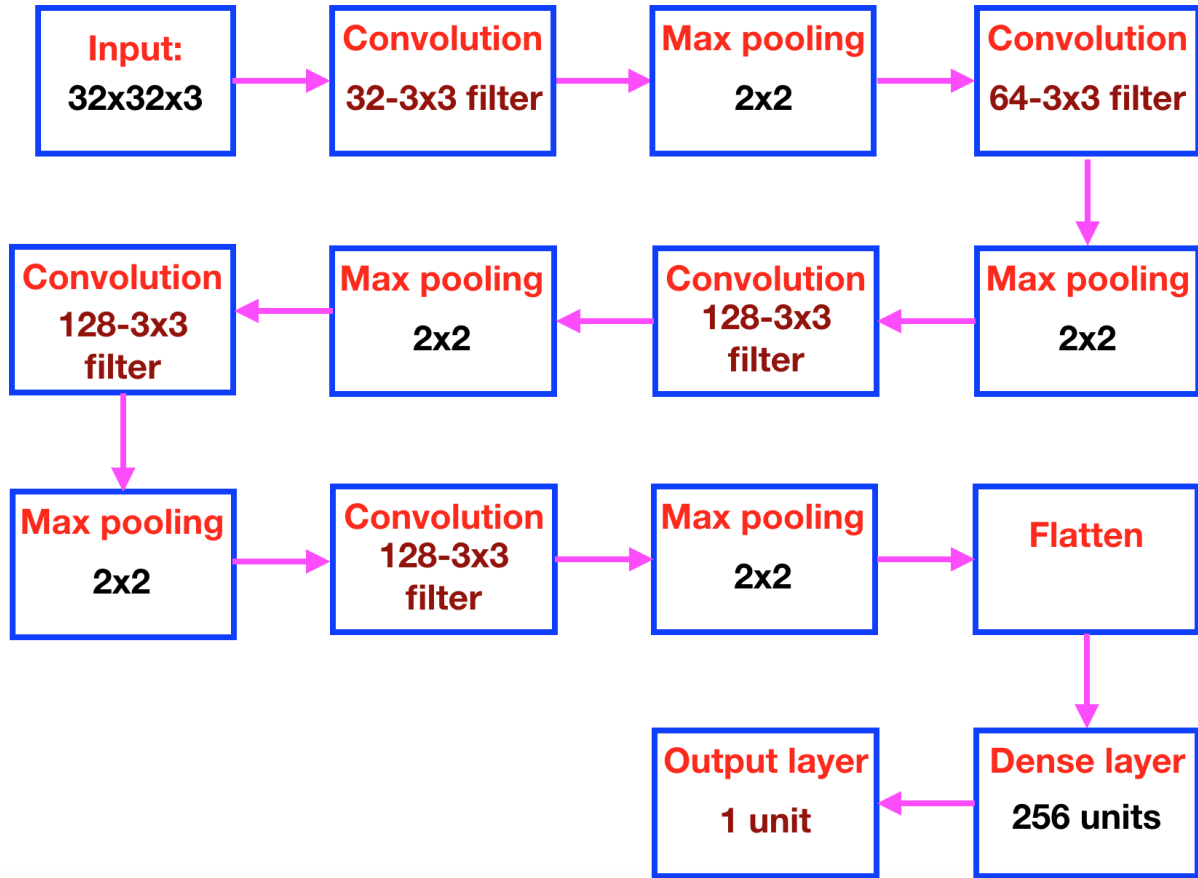 Input:
32x32x3
Convolution
32-3x3 filter
Max pooling
2x2
Convolution
64-3x3 filter
Max pooling
2x2
Convolution
128-3x3
filter
Max pooling
2x2
Convolution
128-3x3
filter
Max pooling
2x2
Convolution
128-3x3
filter
Max pooling
2x2
Flatten
Dense layer
256 units
Output layer
1 unit